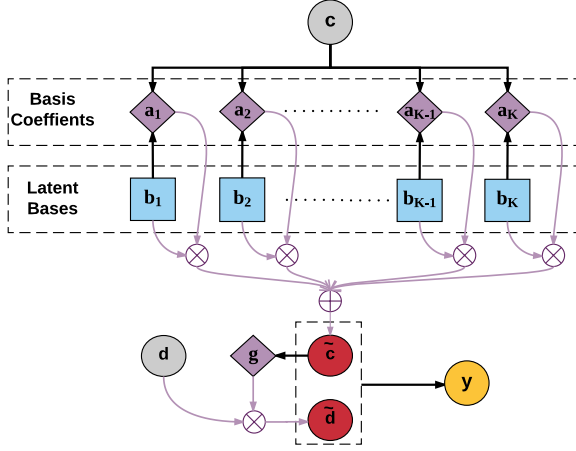 c
Basis
Coeffients
a1 a2 ............... aK-1 aK
Latent
Bases
b1 b2 ............... bK-1 bK
d g c̃
y
d̃